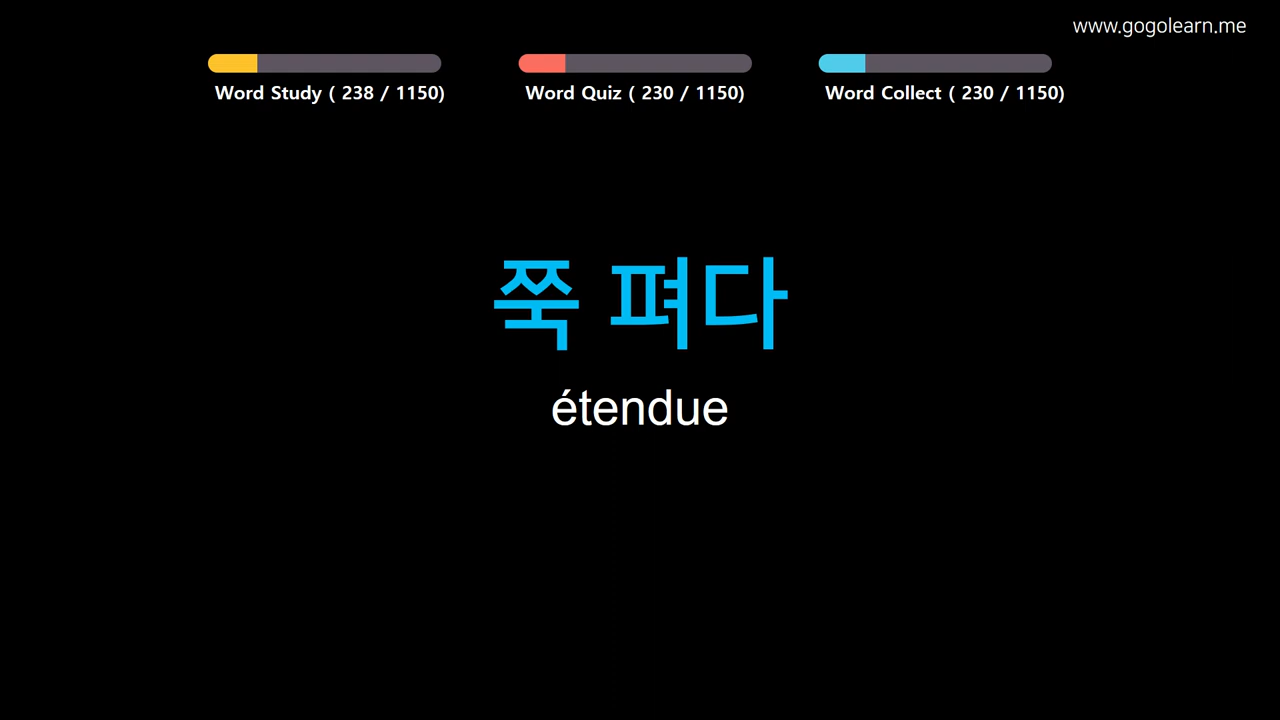 www.gogolearn.me
Word Study ( 238 / 1150)
Word Quiz ( 230 / 1150)
Word Collect ( 230 / 1150)
쭉 펴다
étendue